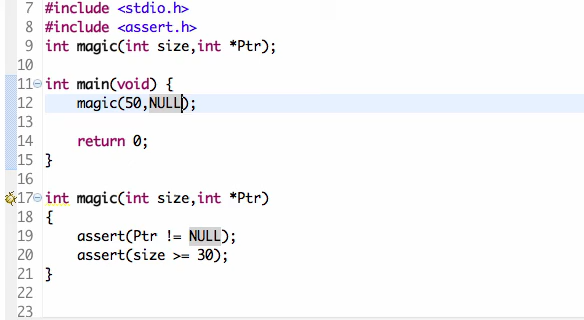 7 #include <stdio.h>
8 #include <assert.h>
9 int magic(int size,int *Ptr);
10
11 int main(void) {
12     magic(50,NULL);
13
14     return 0;
15 }
16
17 int magic(int size,int *Ptr)
18 {
19     assert(Ptr != NULL);
20     assert(size >= 30);
21 }
22
23